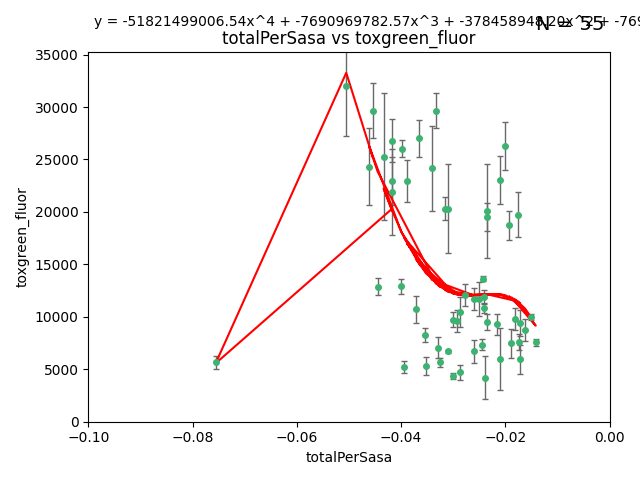 y = -51821499006.54x^4 + -7690969782.57x^3 + -378458948.20x^2 + -769
N = 55
totalPerSasa vs toxgreen_fluor
35000
30000
25000
20000
15000
10000
5000
0
toxgreen_fluor
−0.10
−0.08
−0.06
−0.04
−0.02
0.00
totalPerSasa